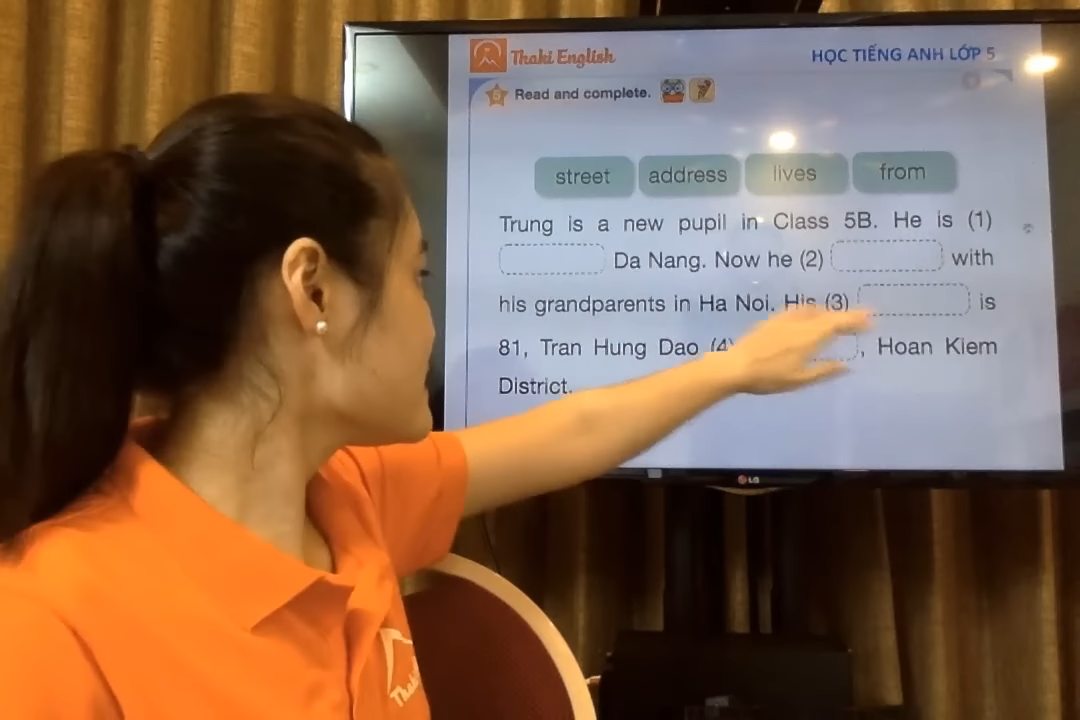 Thaki English
HỌC TIẾNG ANH LỚP 5
6 Read and complete.
street address lives from
Trung is a new pupil in Class 5B. He is (1)
Da Nang. Now he (2) with
his grandparents in Ha Noi. His (3) is
81, Tran Hung Dao (4) , Hoan Kiem
District.
LG